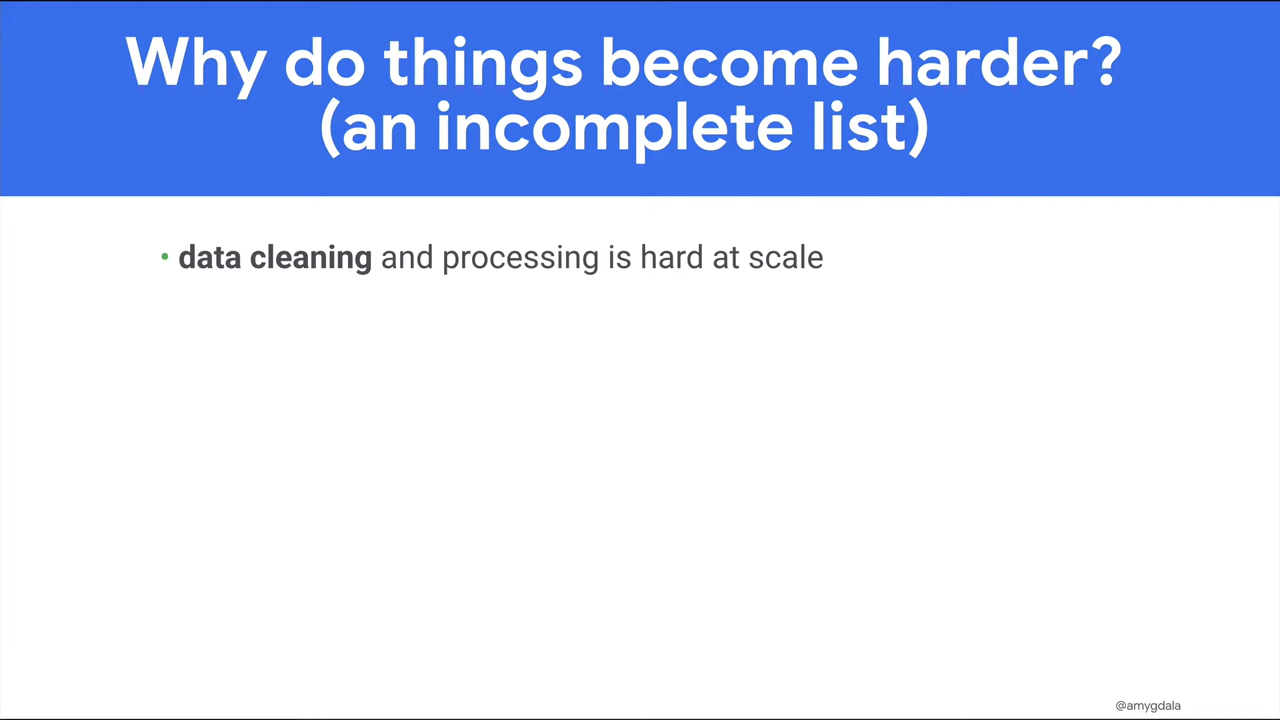 Why do things become harder?
(an incomplete list)
• data cleaning and processing is hard at scale
@amygdala